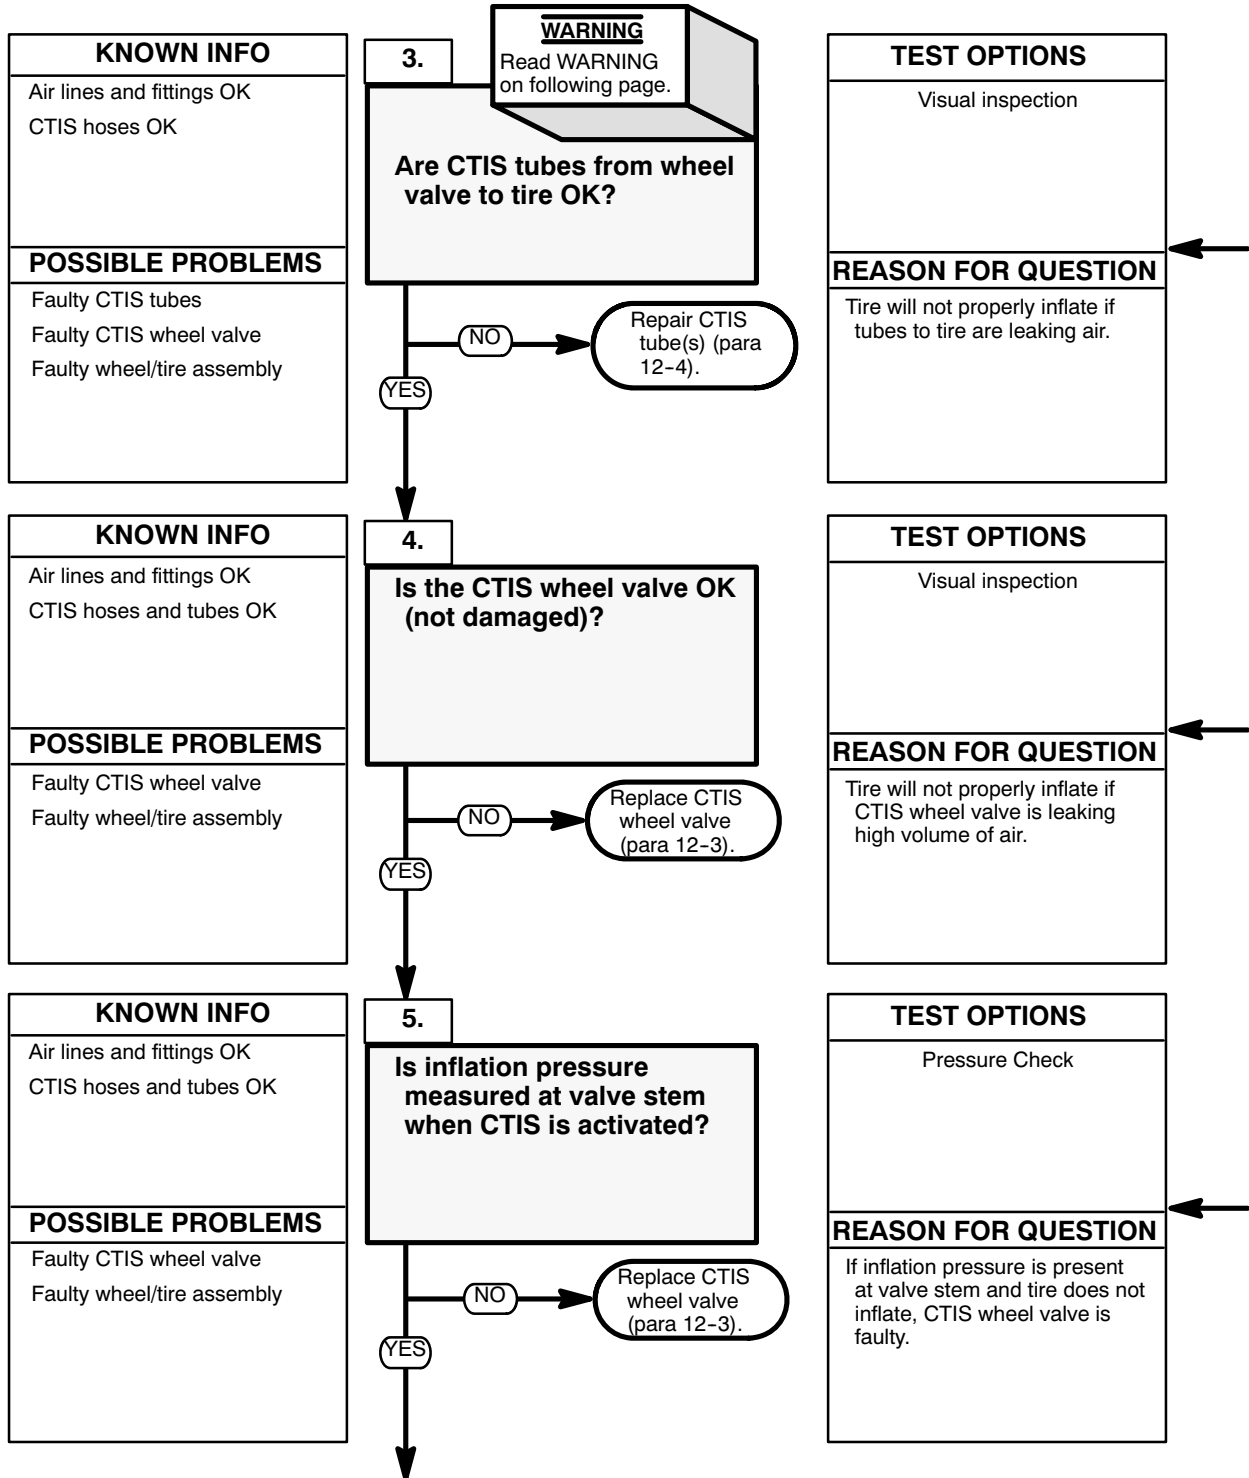 KNOWN INFO
Air lines and fittings OK
CTIS hoses OK
POSSIBLE PROBLEMS
Faulty CTIS tubes
Faulty CTIS wheel valve
Faulty wheel/tire assembly
3.
WARNING
Read WARNING
on following page.
Are CTIS tubes from wheel
valve to tire OK?
NO
Repair CTIS
tube(s) (para
12-4).
YES
TEST OPTIONS
Visual inspection
REASON FOR QUESTION
Tire will not properly inflate if
tubes to tire are leaking air.
KNOWN INFO
Air lines and fittings OK
CTIS hoses and tubes OK
POSSIBLE PROBLEMS
Faulty CTIS wheel valve
Faulty wheel/tire assembly
4.
Is the CTIS wheel valve OK
(not damaged)?
NO
Replace CTIS
wheel valve
(para 12-3).
YES
TEST OPTIONS
Visual inspection
REASON FOR QUESTION
Tire will not properly inflate if
CTIS wheel valve is leaking
high volume of air.
KNOWN INFO
Air lines and fittings OK
CTIS hoses and tubes OK
POSSIBLE PROBLEMS
Faulty CTIS wheel valve
Faulty wheel/tire assembly
5.
Is inflation pressure
measured at valve stem
when CTIS is activated?
NO
Replace CTIS
wheel valve
(para 12-3).
YES
TEST OPTIONS
Pressure Check
REASON FOR QUESTION
If inflation pressure is present
at valve stem and tire does not
inflate, CTIS wheel valve is
faulty.